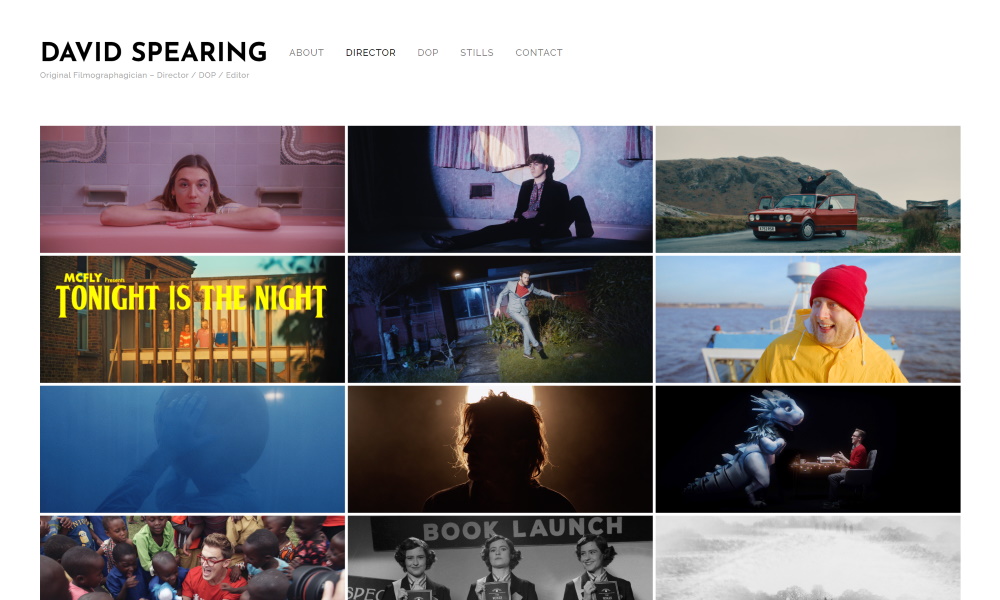 DAVID SPEARING
ABOUT DIRECTOR DOP STILLS CONTACT
Original Filmographagician – Director / DOP / Editor
MCFLY Presents
TONIGHT IS THE NIGHT
BOOK LAUNCH